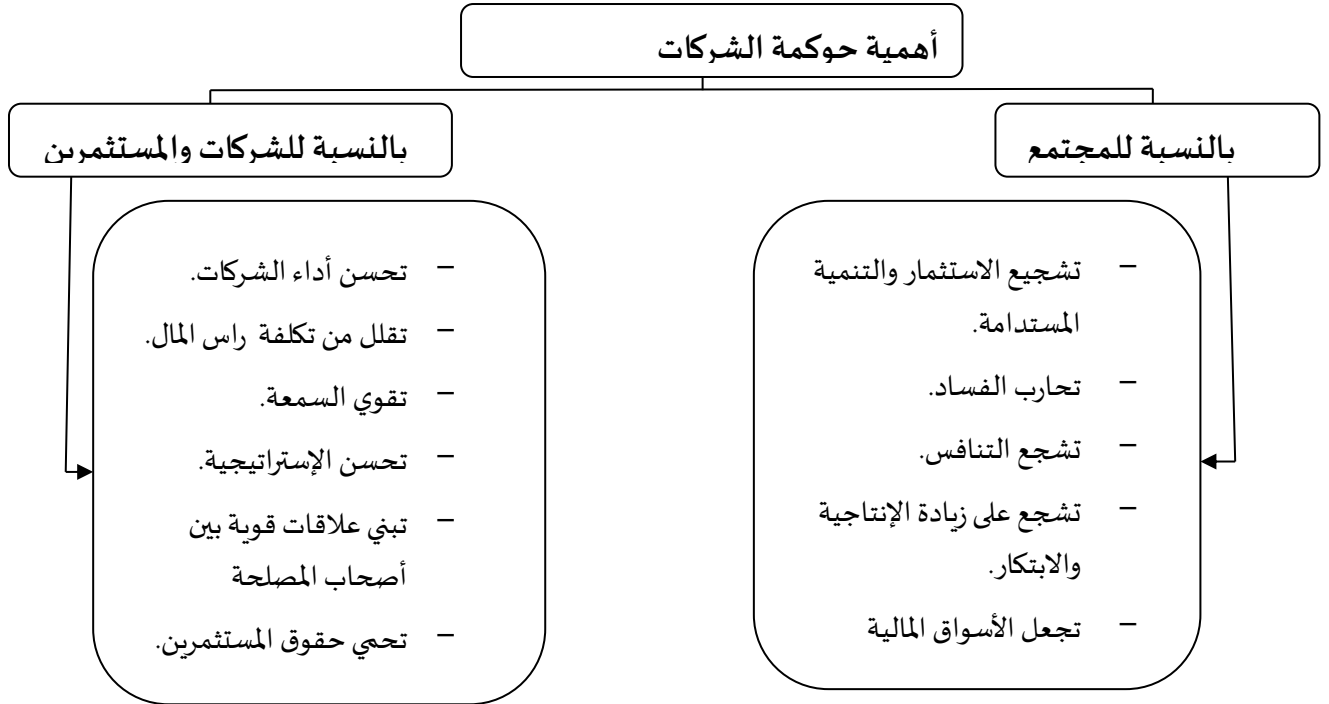 أهمية حوكمة الشركات
بالنسبة للمجتمع
بالنسبة للشركات والمستثمرين
– تشجيع الاستثمار والتنمية
المستدامة.
– تحارب الفساد.
– تشجع التنافس.
– تشجع على زيادة الإنتاجية
والابتكار.
– تجعل الأسواق المالية
– تحسن أداء الشركات.
– تقلل من تكلفة راس المال.
– تقوي السمعة.
– تحسن الإستراتيجية.
– تبني علاقات قوية بين
أصحاب المصلحة
– تحمي حقوق المستثمرين.